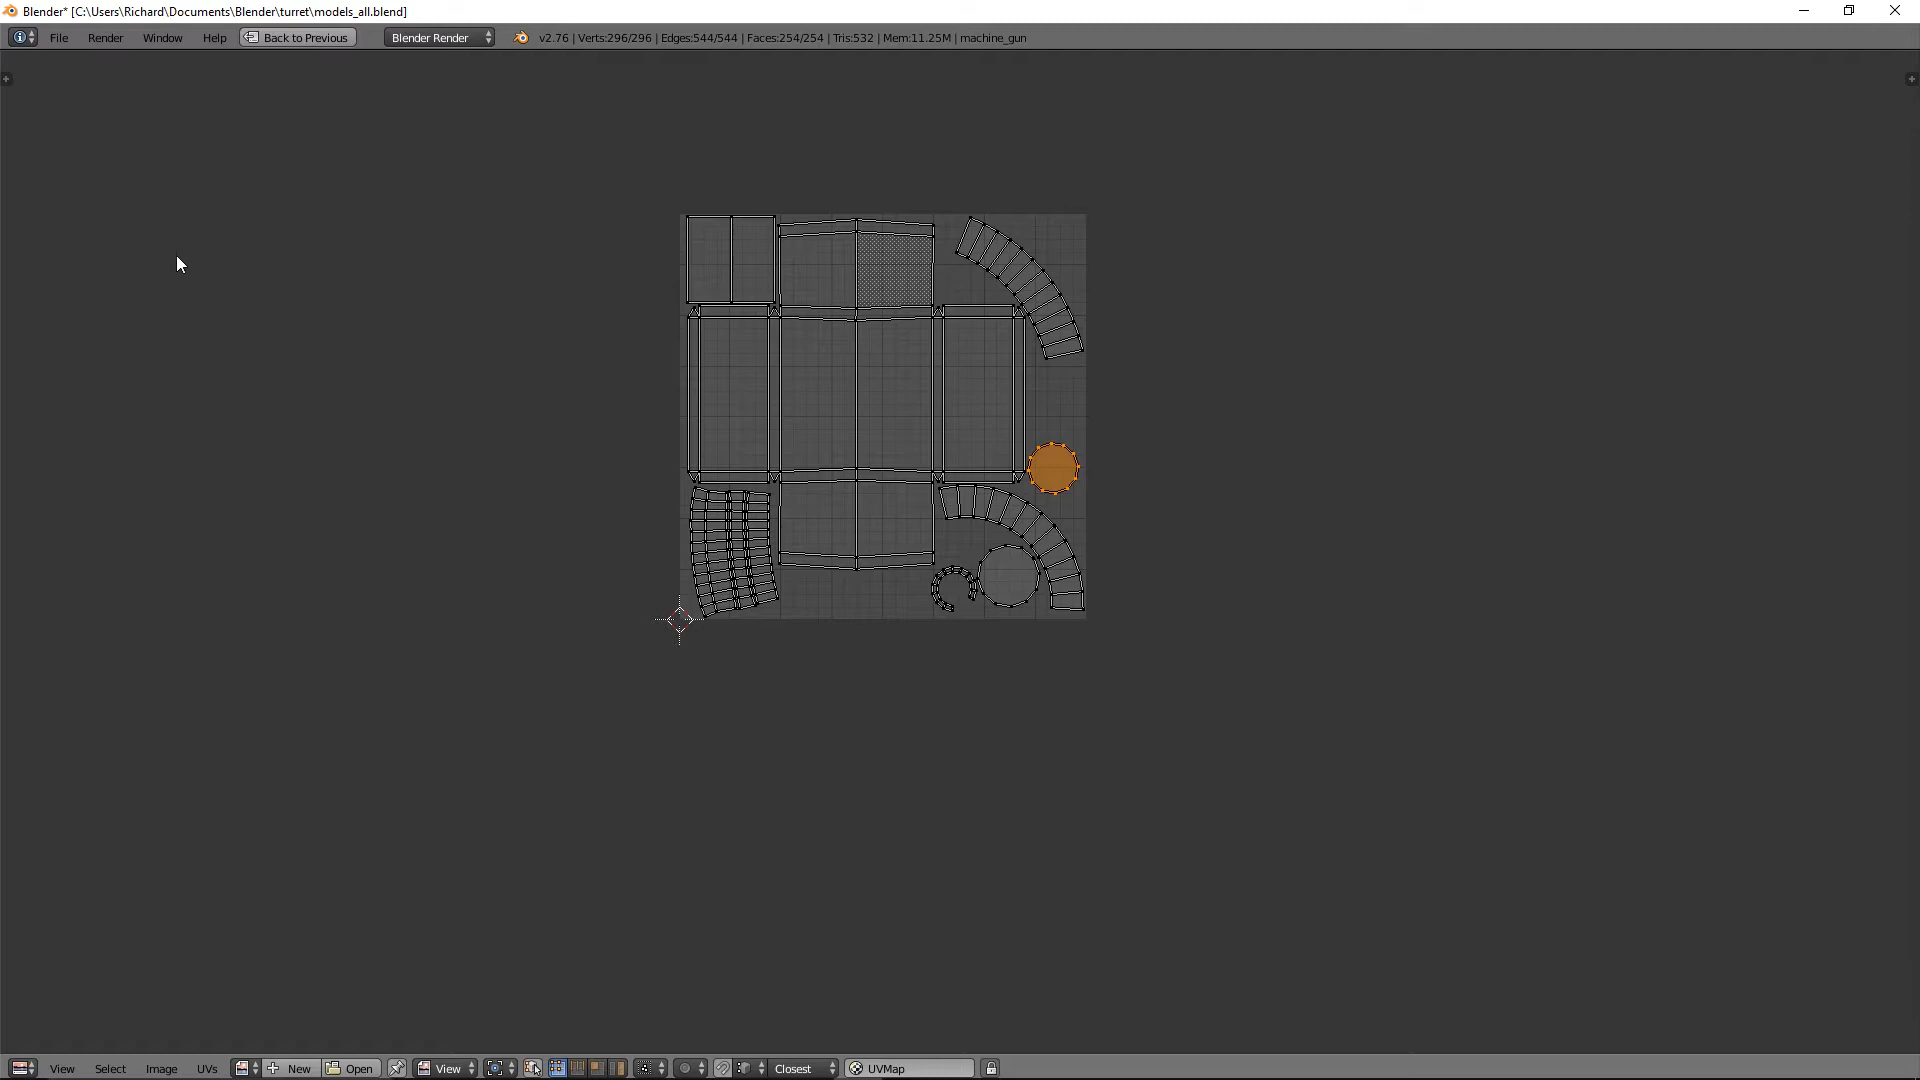 Blender* [C:\Users\Richard\Documents\Blender\turret\models_all.blend]
File Render Window Help Back to Previous Blender Render v2.76 | Verts:296/296 | Edges:544/544 | Faces:254/254 | Tris:532 | Mem:11.25M | machine_gun
View Select Image UVs New Open View Closest UVMap